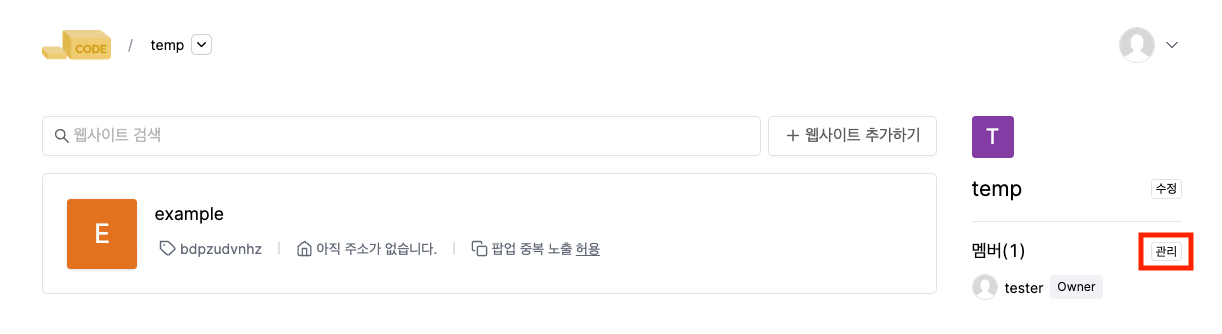 CODE / temp
웹사이트 검색
+ 웹사이트 추가하기
E
example
bdpzudvnhz | 아직 주소가 없습니다. | 팝업 중복 노출 허용
T
temp
수정
멤버(1)
관리
tester Owner